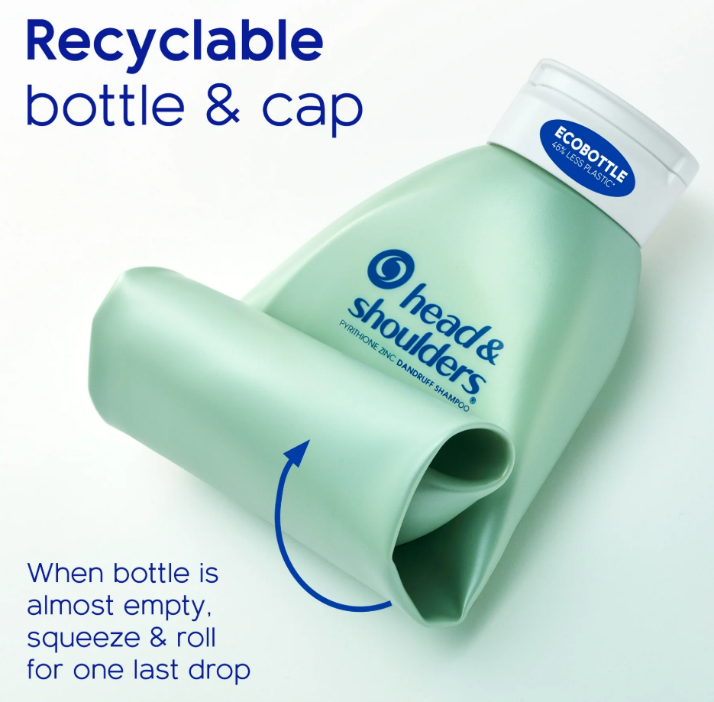 Recyclable
bottle & cap
ECOBOTTLE
45% LESS PLASTIC*
head &
shoulders®
PYRITHIONE ZINC DANDRUFF SHAMPOO
When bottle is
almost empty,
squeeze & roll
for one last drop